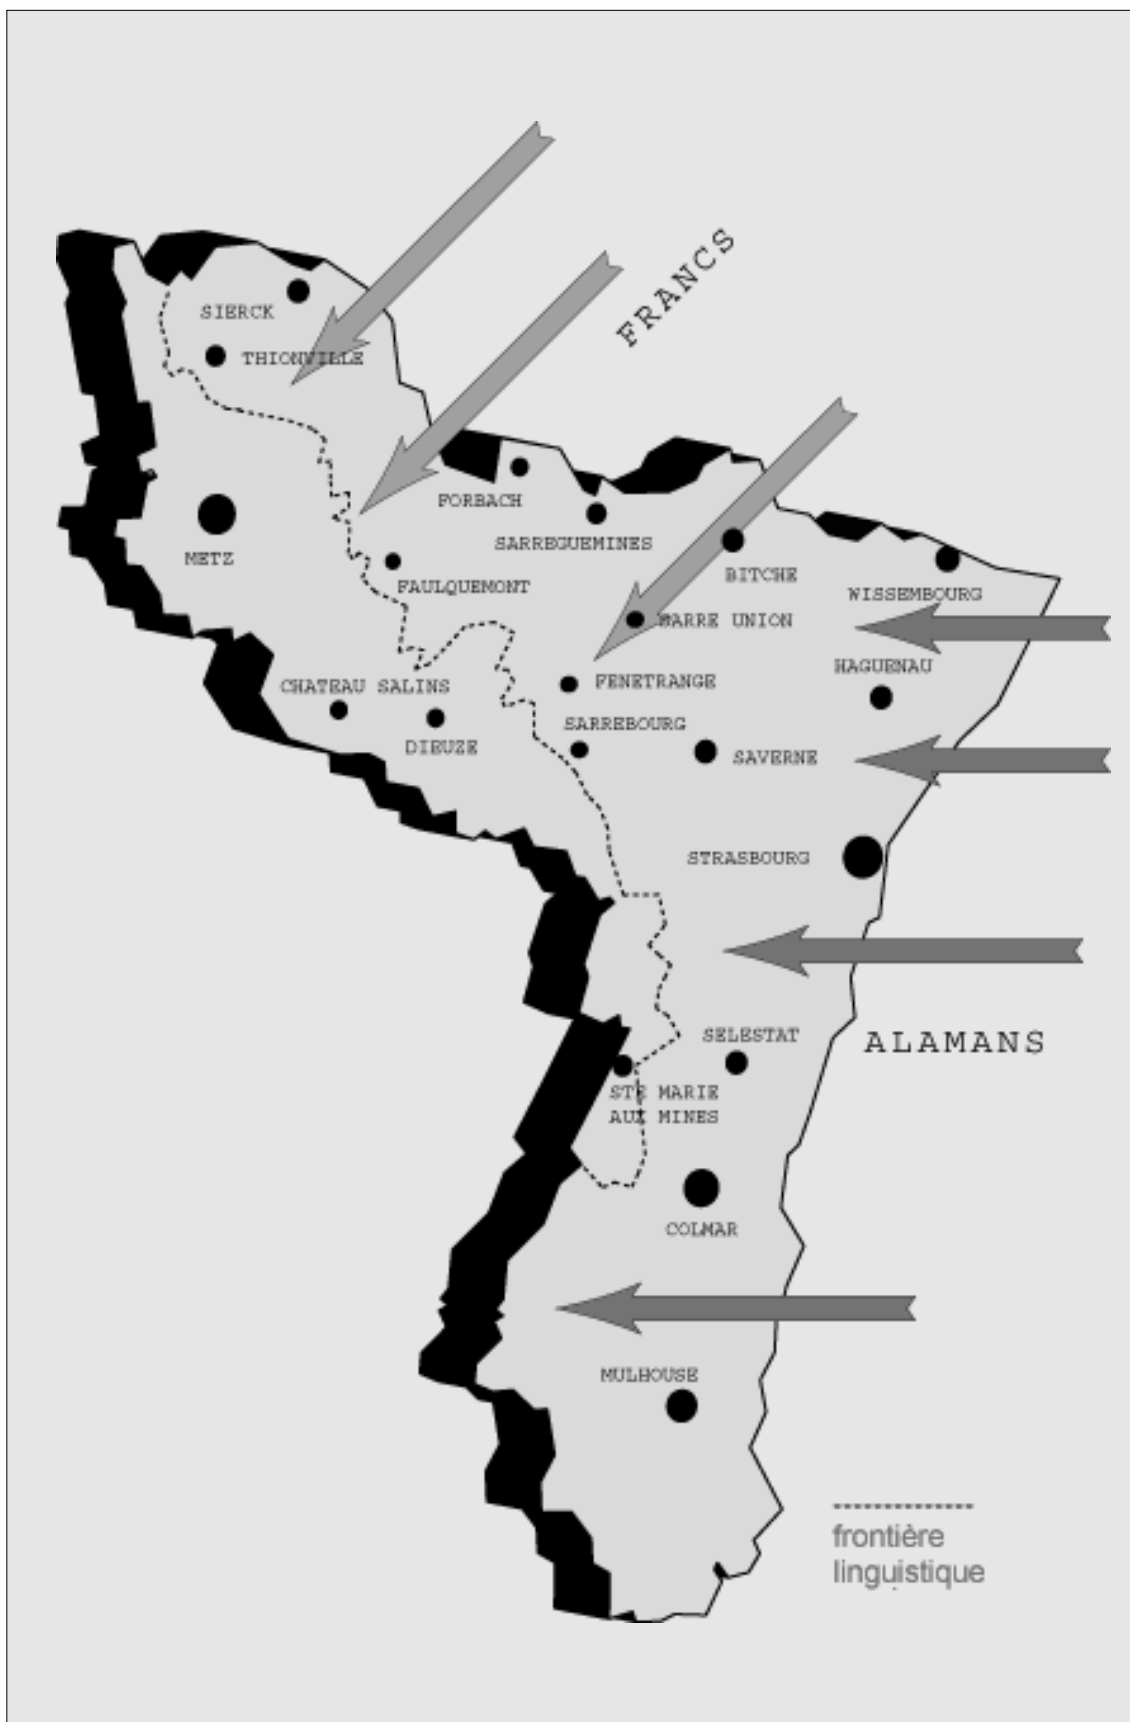 FRANCS
SIERCK
THIONVILLE
FORBACH
SARREGUEMINES
METZ
BITCHE
FAULQUEMONT
WISSEMBOURG
SARRE UNION
HAGUENAU
CHATEAU SALINS
FENETRANGE
SARREBOURG
DIEUZE
SAVERNE
STRASBOURG
SELESTAT
ALAMANS
STE MARIE
AUX MINES
COLMAR
MULHOUSE
frontière
linguistique